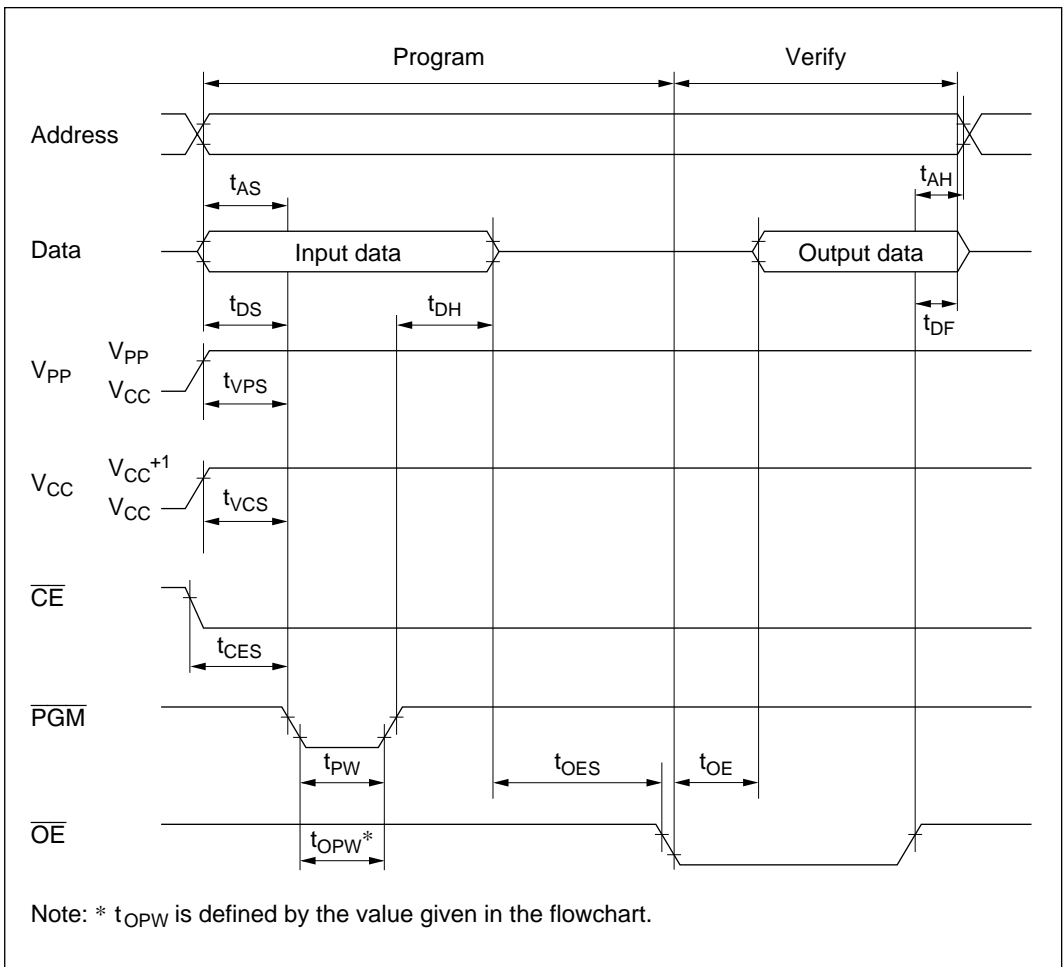 Program Verify
Address
tAS tAH
Data Input data Output data
tDS tDH tDF
VPP VPP
VCC tVPS
VCC VCC+1
VCC tVCS
CE
tCES
PGM
tPW tOES tOE
OE
tOPW*
Note: * tOPW is defined by the value given in the flowchart.